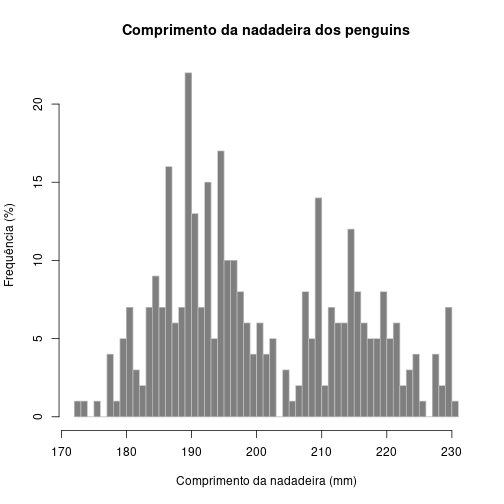 Comprimento da nadadeira dos penguins
Frequência (%)
20
15
10
5
0
170 180 190 200 210 220 230
Comprimento da nadadeira (mm)